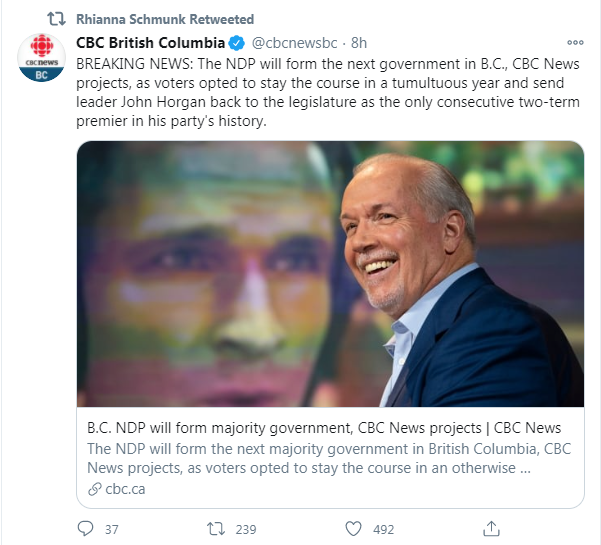 Rhianna Schmunk Retweeted
CBC British Columbia @cbcnewsbc · 8h
BREAKING NEWS: The NDP will form the next government in B.C., CBC News
projects, as voters opted to stay the course in a tumultuous year and send
leader John Horgan back to the legislature as the only consecutive two-term
premier in his party's history.
CBC NEWS
BC
B.C. NDP will form majority government, CBC News projects | CBC News
The NDP will form the next majority government in British Columbia, CBC
News projects, as voters opted to stay the course in an otherwise ...
cbc.ca
37 239 492